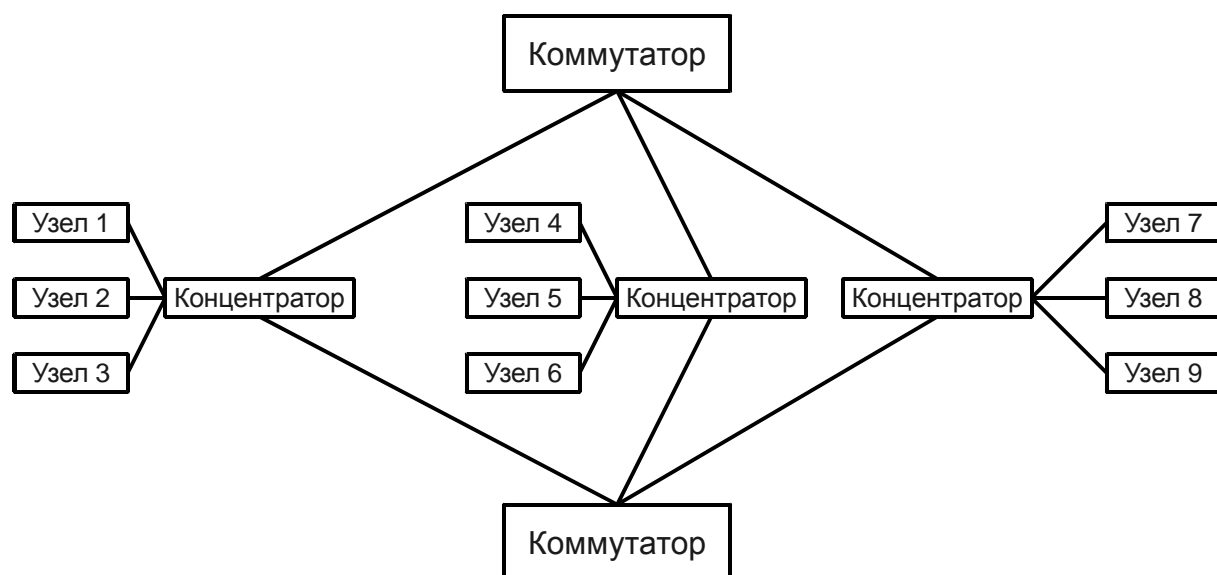 Коммутатор
Узел 1
Узел 4
Узел 7
Узел 2
Концентратор
Узел 5
Концентратор
Концентратор
Узел 8
Узел 3
Узел 6
Узел 9
Коммутатор